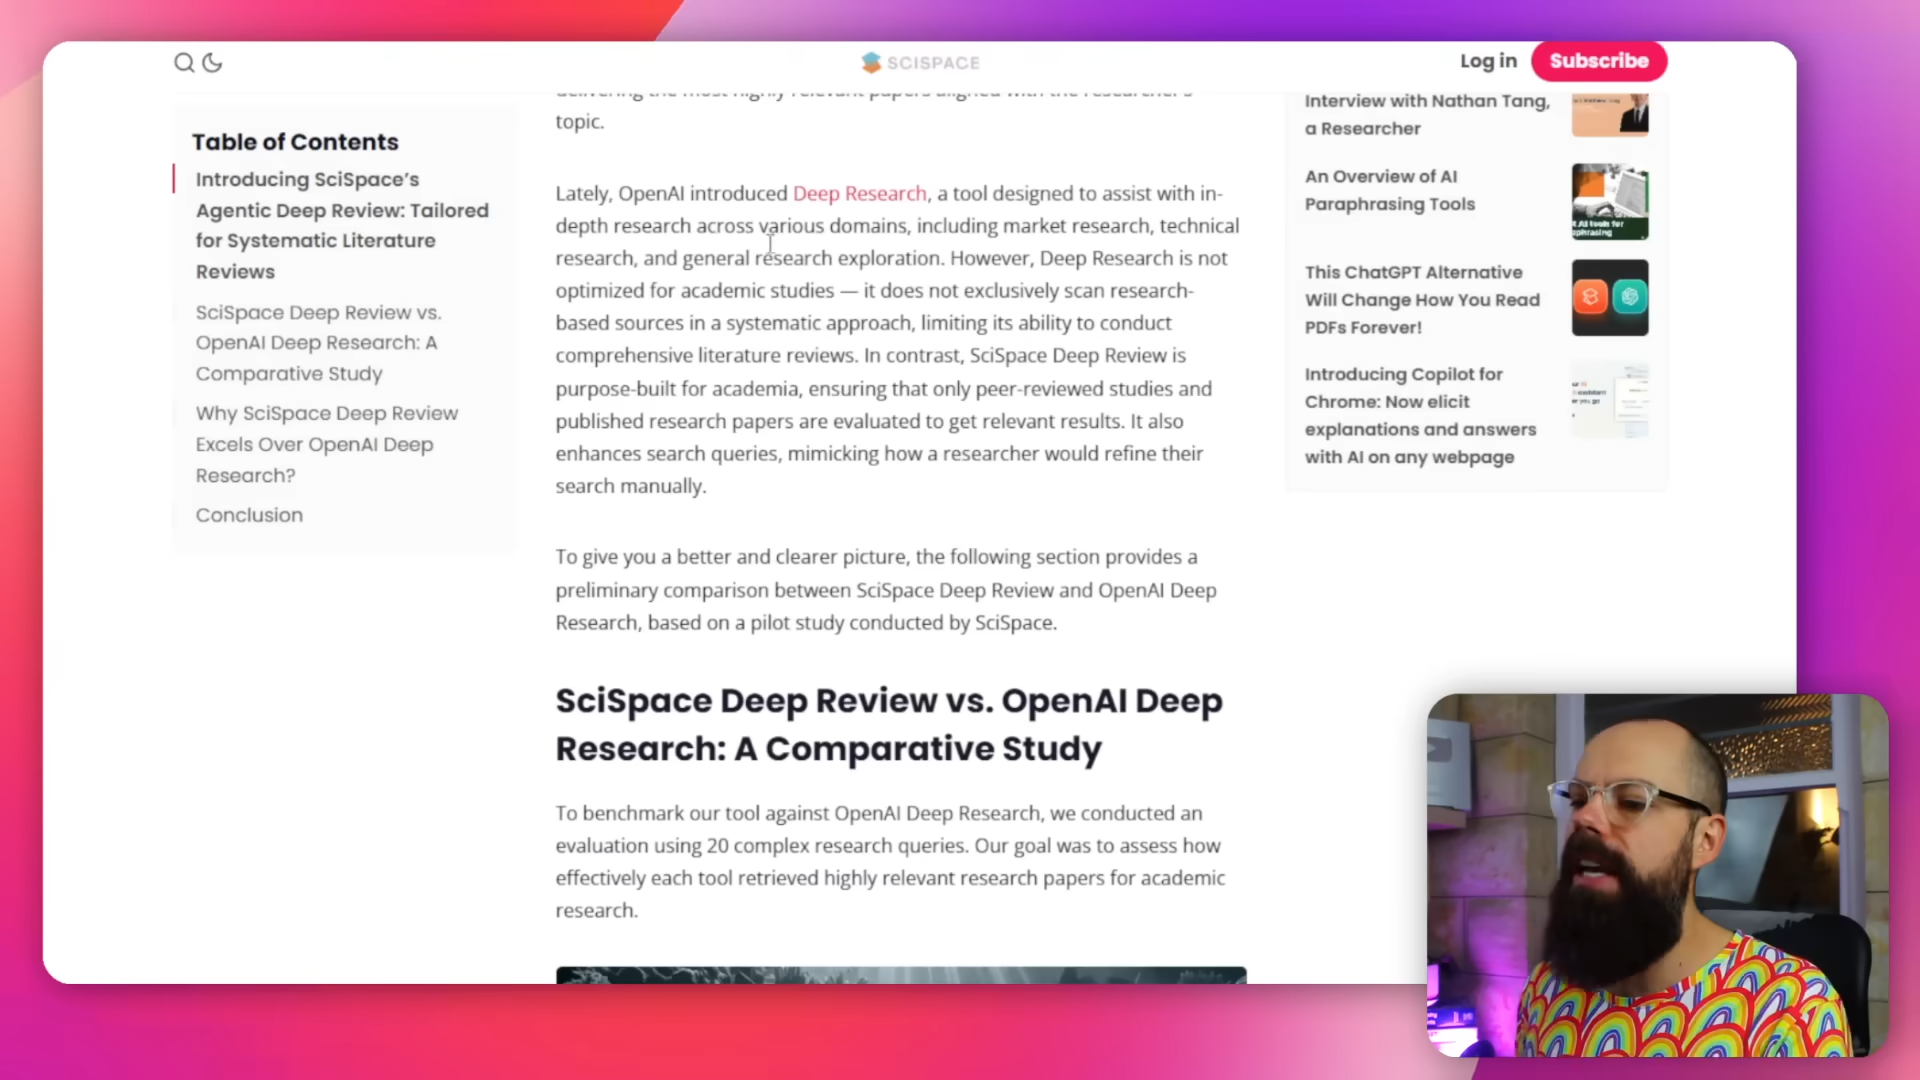 SCISPACE
Log in
Subscribe
Table of Contents
Introducing SciSpace's
Agentic Deep Review: Tailored
for Systematic Literature
Reviews
SciSpace Deep Review vs.
OpenAI Deep Research: A
Comparative Study
Why SciSpace Deep Review
Excels Over OpenAI Deep
Research?
Conclusion
delivering the most highly relevant papers aligned with the researcher's
topic.
Lately, OpenAI introduced Deep Research, a tool designed to assist with in-
depth research across various domains, including market research, technical
research, and general research exploration. However, Deep Research is not
optimized for academic studies — it does not exclusively scan research-
based sources in a systematic approach, limiting its ability to conduct
comprehensive literature reviews. In contrast, SciSpace Deep Review is
purpose-built for academia, ensuring that only peer-reviewed studies and
published research papers are evaluated to get relevant results. It also
enhances search queries, mimicking how a researcher would refine their
search manually.
To give you a better and clearer picture, the following section provides a
preliminary comparison between SciSpace Deep Review and OpenAI Deep
Research, based on a pilot study conducted by SciSpace.
SciSpace Deep Review vs. OpenAI Deep
Research: A Comparative Study
To benchmark our tool against OpenAI Deep Research, we conducted an
evaluation using 20 complex research queries. Our goal was to assess how
effectively each tool retrieved highly relevant research papers for academic
research.
Interview with Nathan Tang,
a Researcher
An Overview of AI
Paraphrasing Tools
This ChatGPT Alternative
Will Change How You Read
PDFs Forever!
Introducing Copilot for
Chrome: Now elicit
explanations and answers
with AI on any webpage